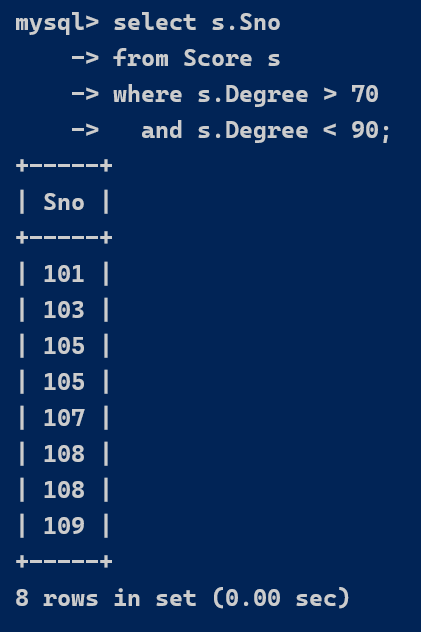 mysql> select s.Sno
    -> from Score s
    -> where s.Degree > 70
    ->   and s.Degree < 90;
+-----+
| Sno |
+-----+
| 101 |
| 103 |
| 105 |
| 105 |
| 107 |
| 108 |
| 108 |
| 109 |
+-----+
8 rows in set (0.00 sec)